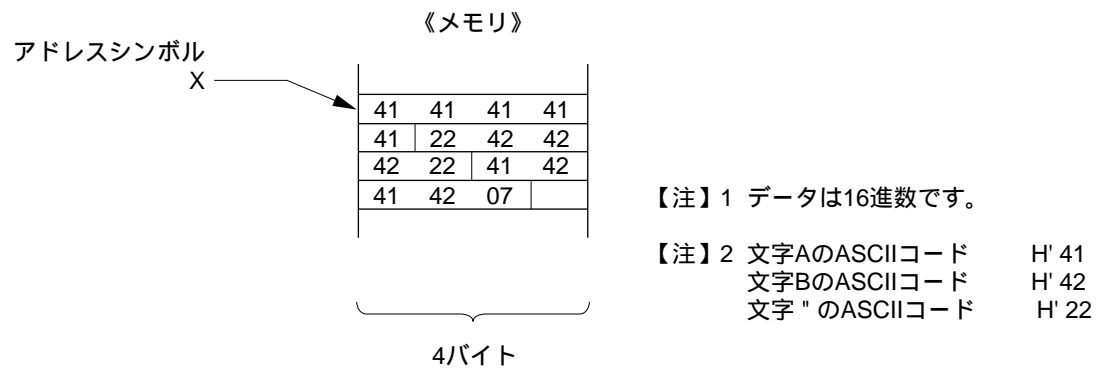 《メモリ》
アドレスシンボル
X
41 41 41 41
41 22 42 42
42 22 41 42
41 42 07
【注】1 データは16進数です。
【注】2 文字AのASCIIコード H' 41
文字BのASCIIコード H' 42
文字 " のASCIIコード H' 22
4バイト